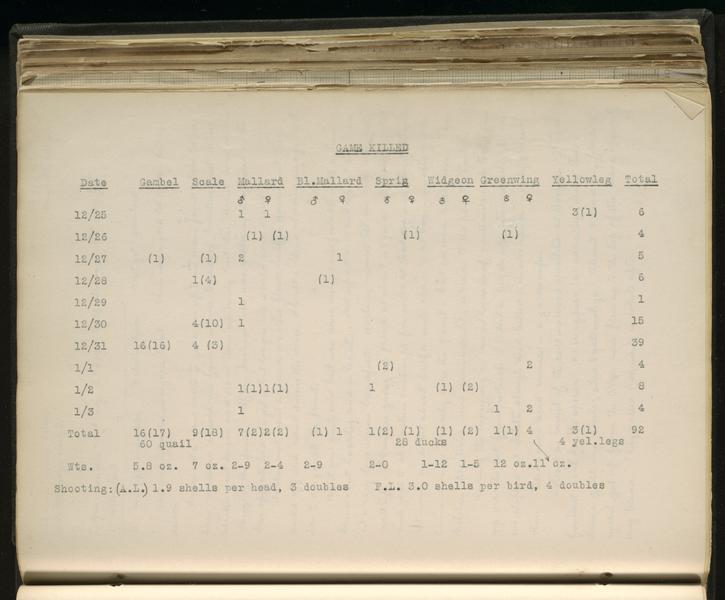 GAME KILLED
Date Gambel Scale Mallard Bl.Mallard Sprig Widgeon Greenwing Yellowleg Total
♂ ♀ ♂ ♀ ♂ ♀ ♂ ♀ ♂ ♀
12/25 1 1 3(1) 6
12/26 (1) (1) (1) (1) 4
12/27 (1) (1) 2 1 5
12/28 1(4) (1) 6
12/29 1 1
12/30 4(10) 1 15
12/31 16(16) 4 (3) 39
1/1 (2) 2 4
1/2 1(1)1(1) 1 (1) (2) 8
1/3 1 1 2 4
Total 16(17) 9(18) 7(2)2(2) (1) 1 1(2) (1) (1) (2) 1(1) 4 3(1) 92
60 quail 28 ducks 4 yel.legs
Wts. 5.8 oz. 7 oz. 2-9 2-4 2-9 2-0 1-12 1-5 12 oz.11 oz.
Shooting:(A.L.) 1.9 shells per head, 3 doubles F.L. 3.0 shells per bird, 4 doubles